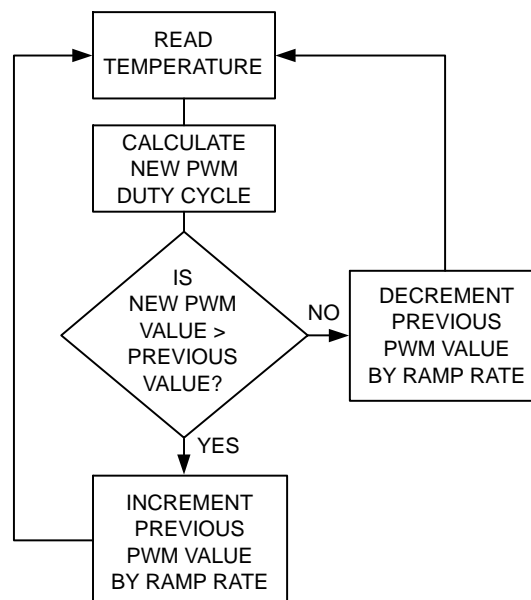 READ
TEMPERATURE
CALCULATE
NEW PWM
DUTY CYCLE
IS
NEW PWM
VALUE >
PREVIOUS
VALUE?
NO
DECREMENT
PREVIOUS
PWM VALUE
BY RAMP RATE
YES
INCREMENT
PREVIOUS
PWM VALUE
BY RAMP RATE